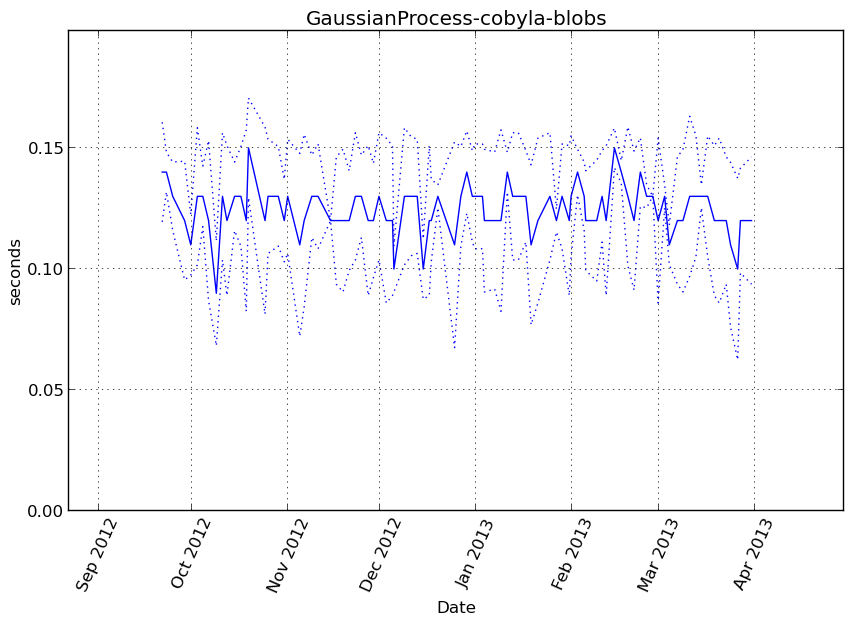 GaussianProcess-cobyla-blobs
seconds
0.15
0.10
0.05
0.00
Sep 2012
Oct 2012
Nov 2012
Dec 2012
Jan 2013
Feb 2013
Mar 2013
Apr 2013
Date